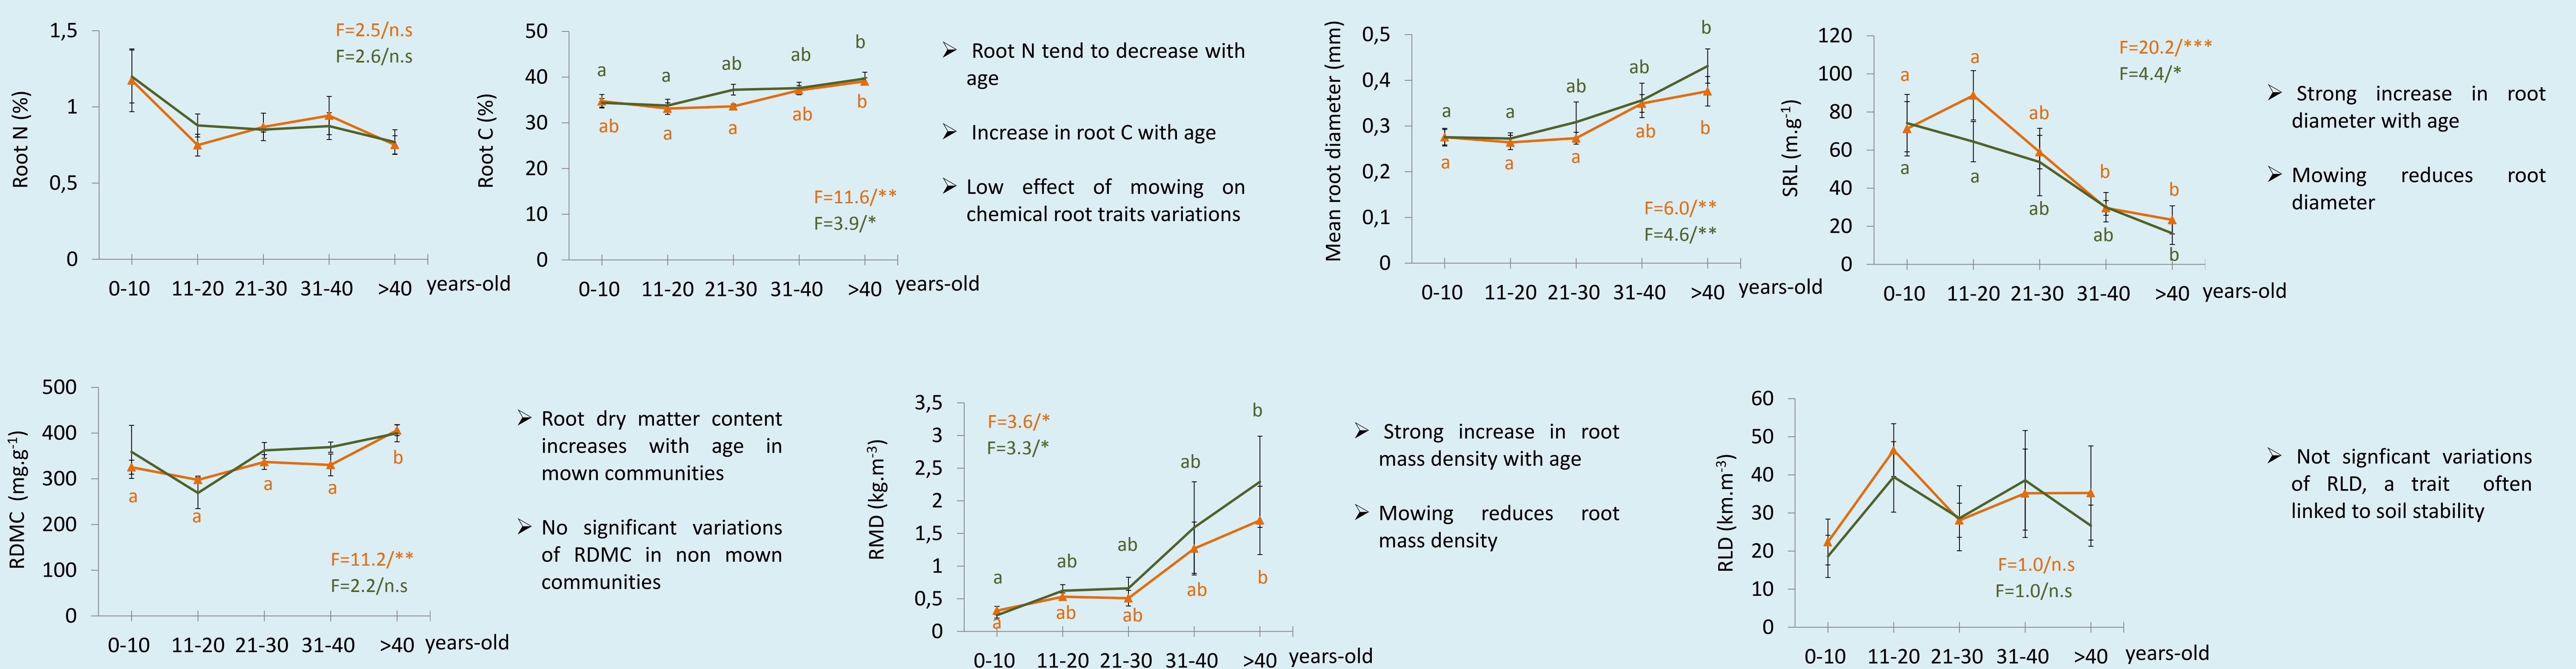 Root N (%)
1,5
1
0,5
0
F=2.5/n.s
F=2.6/n.s
0-10 11-20 21-30 31-40 >40 years-old
Root C (%)
50
40
30
20
10
0
a a ab ab b
ab a a ab b
F=11.6/**
F=3.9/*
0-10 11-20 21-30 31-40 >40 years-old
➢ Root N tend to decrease with
age
➢ Increase in root C with age
➢ Low effect of mowing on
chemical root traits variations
Mean root diameter (mm)
0,5
0,4
0,3
0,2
0,1
0
a a ab ab b
a a a ab b
F=6.0/**
F=4.6/**
0-10 11-20 21-30 31-40 >40 years-old
SRL (m.g-1)
120
100
80
60
40
20
0
F=20.2/***
F=4.4/*
a a ab b b
a a ab ab b
0-10 11-20 21-30 31-40 >40 years-old
➢ Strong increase in root
diameter with age
➢ Mowing reduces root
diameter
RDMC (mg.g-1)
500
400
300
200
100
0
a a a a b
F=11.2/**
F=2.2/n.s
0-10 11-20 21-30 31-40 >40 years-old
➢ Root dry matter content
increases with age in
mown communities
➢ No significant variations
of RDMC in non mown
communities
RMD (kg.m-3)
3,5
3
2,5
2
1,5
1
0,5
0
F=3.6/*
F=3.3/*
a ab ab ab b
a ab ab ab b
0-10 11-20 21-30 31-40 >40 years-old
➢ Strong increase in root
mass density with age
➢ Mowing reduces root
mass density
RLD (km.m-3)
60
50
40
30
20
10
0
F=1.0/n.s
F=1.0/n.s
0-10 11-20 21-30 31-40 >40 years-old
➢ Not signficant variations
of RLD, a trait often
linked to soil stability